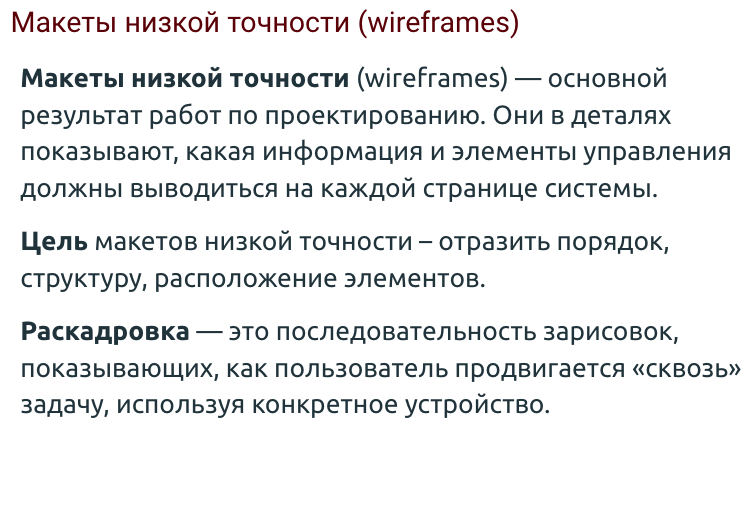 Макеты низкой точности (wireframes)
Макеты низкой точности (wireframes) — основной
результат работ по проектированию. Они в деталях
показывают, какая информация и элементы управления
должны выводиться на каждой странице системы.
Цель макетов низкой точности – отразить порядок,
структуру, расположение элементов.
Раскадровка — это последовательность зарисовок,
показывающих, как пользователь продвигается «сквозь»
задачу, используя конкретное устройство.